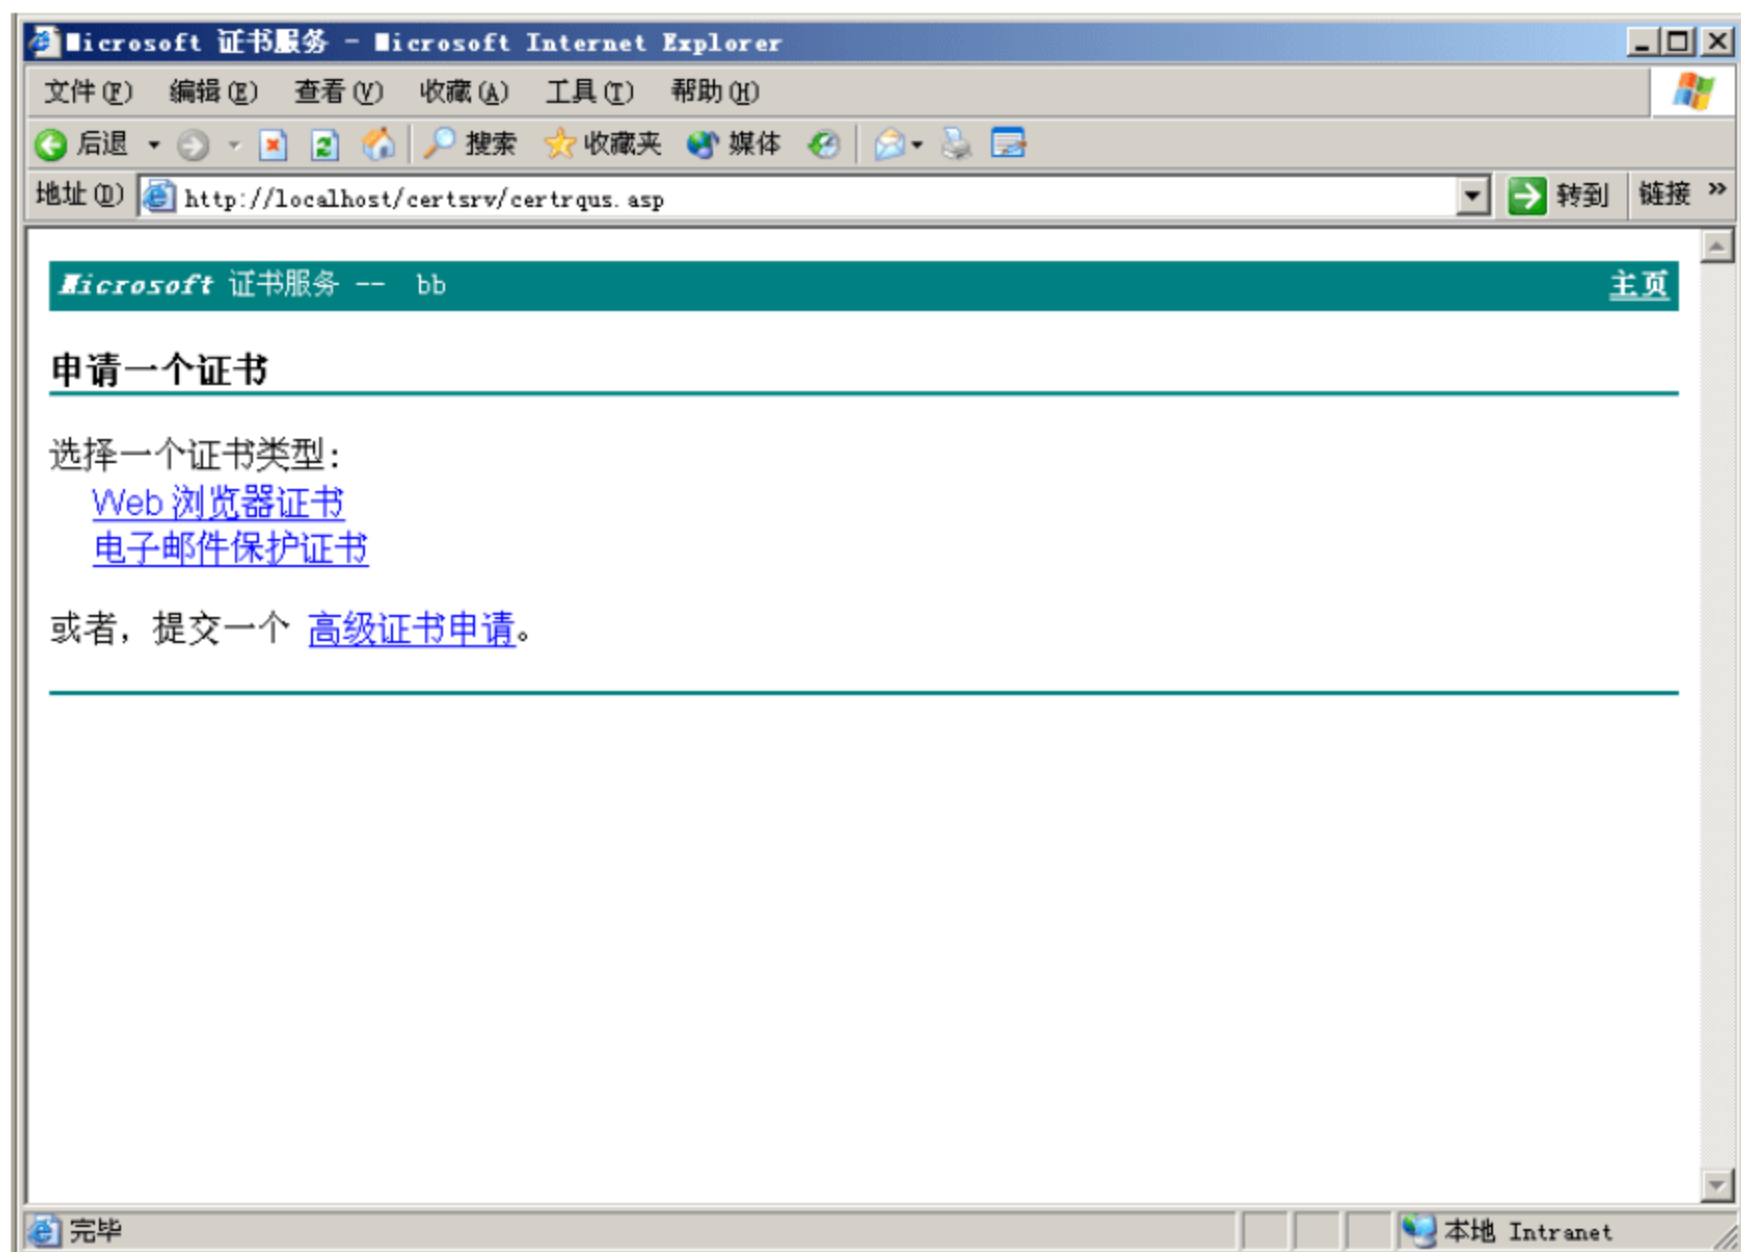 Microsoft 证书服务 - Microsoft Internet Explorer
文件(F) 编辑(E) 查看(V) 收藏(A) 工具(T) 帮助(H)
后退 搜索 收藏夹 媒体
地址(D) http://localhost/certsrv/certrqus.asp 转到 链接 »
Microsoft 证书服务 -- bb 主页
申请一个证书
选择一个证书类型:
Web 浏览器证书
电子邮件保护证书
或者，提交一个 高级证书申请。
完毕 本地 Intranet